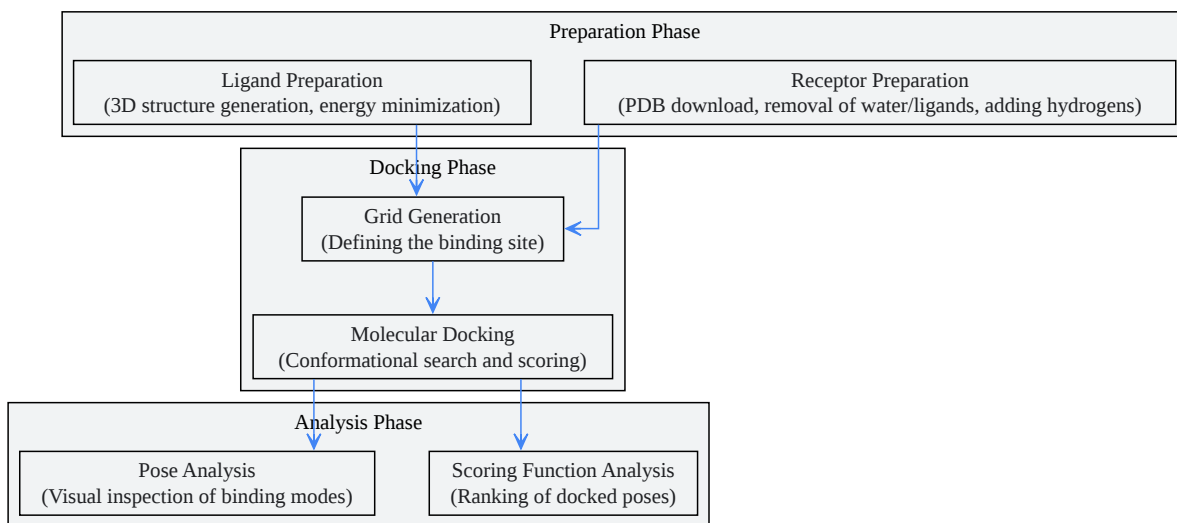 Preparation Phase
Ligand Preparation
(3D structure generation, energy minimization)
Receptor Preparation
(PDB download, removal of water/ligands, adding hydrogens)
Docking Phase
Grid Generation
(Defining the binding site)
Molecular Docking
(Conformational search and scoring)
Analysis Phase
Pose Analysis
(Visual inspection of binding modes)
Scoring Function Analysis
(Ranking of docked poses)